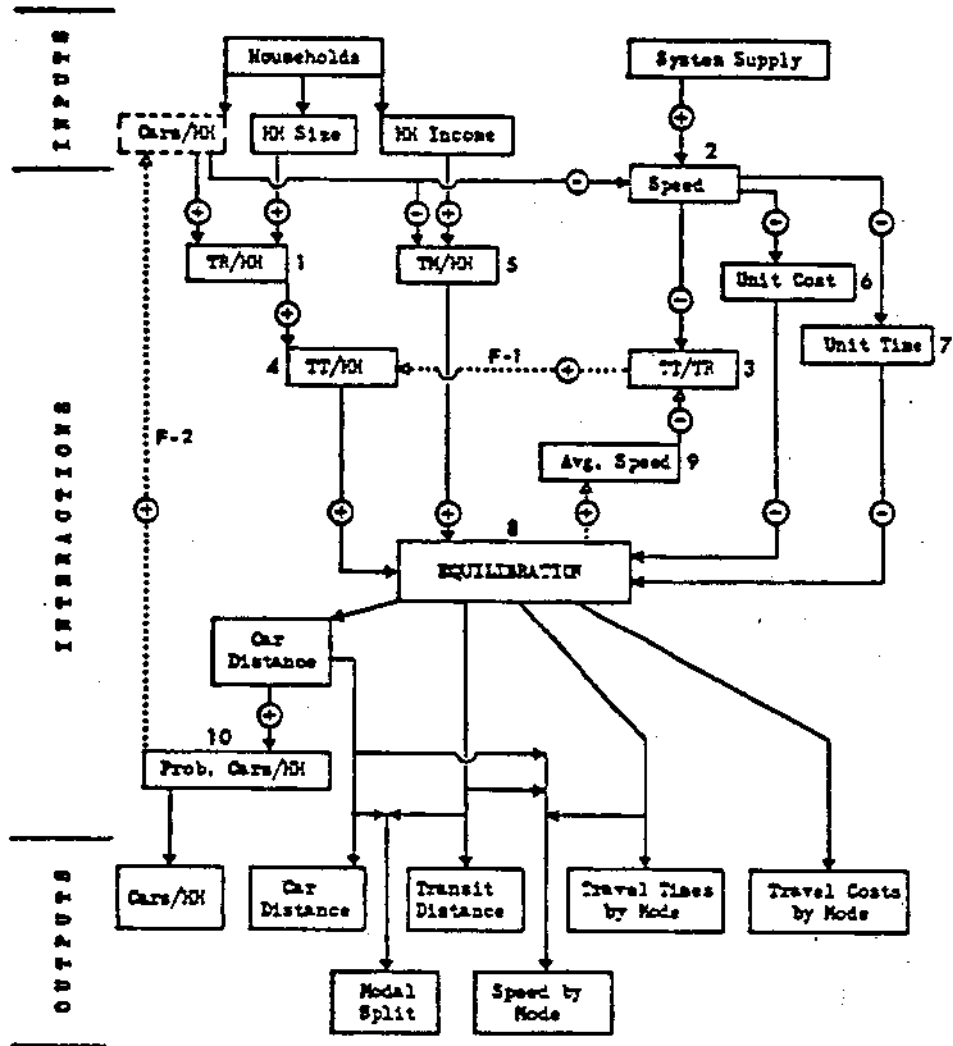 INPUTS
Households
System Supply
+
Cars/HH
HH Size
HH Income
2
Speed
-
+
+
-
+
-
-
TR/HH
1
TM/HH
5
Unit Cost
6
+
-
Unit Time
7
INTERACTIONS
4
TT/HH
F-1
+
TT/TR
3
-
F-2
Avg. Speed
9
+
+
+
+
-
-
8
EQUILIBRATION
Car
Distance
+
10
Prob. Cars/HH
OUTPUTS
Cars/HH
Car
Distance
Transit
Distance
Travel Times
by Mode
Travel Costs
by Mode
Modal
Split
Speed by
Mode